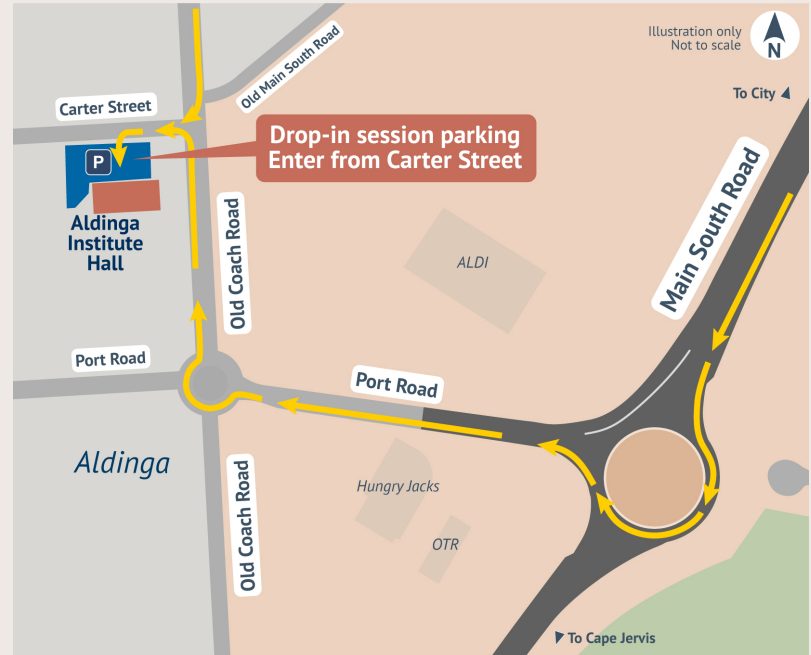 Illustration only
Not to scale
N
Old Main South Road
To City
Carter Street
Drop-in session parking
Enter from Carter Street
P
Main South Road
Aldinga
Institute
Hall
Old Coach Road
ALDI
Port Road
Port Road
Aldinga
Hungry Jacks
Old Coach Road
OTR
To Cape Jervis